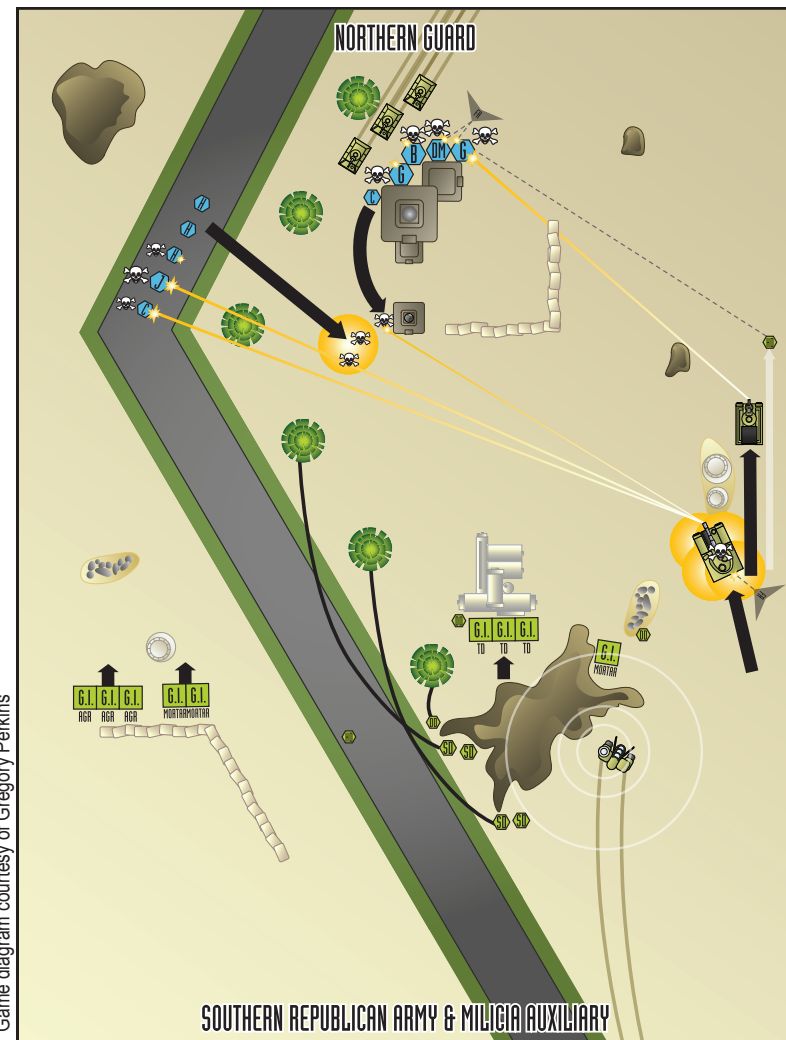 NORTHERN GUARD
B
DM
G
G
C
H
H
H
J
C
G.I. G.I. G.I.
TD TD TD
G.I.
MORTAR
G.I. G.I. G.I.
AGR AGR AGR
G.I. G.I.
MORTAR MORTAR
SD SD
SD SD
SOUTHERN REPUBLICAN ARMY & MILICIA AUXILIARY
Game diagram courtesy of Gregory Perkins